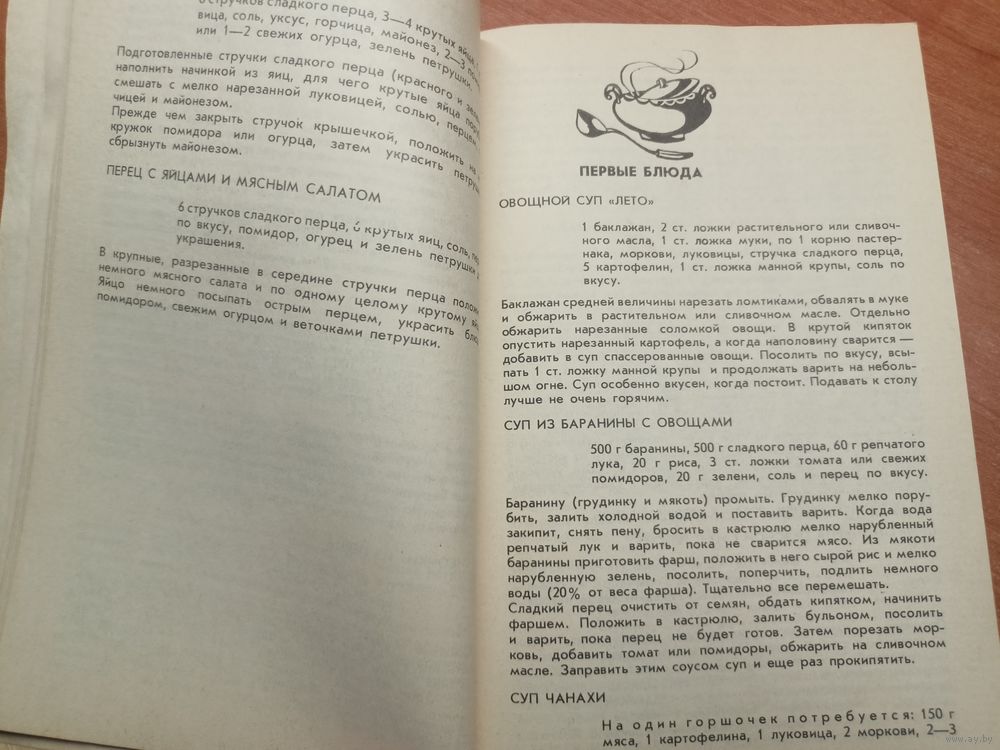 6 стручков сладкого перца, 3—4 крутых яйца,
вица, соль, уксус, горчица, майонез, 2—3
или 1—2 свежих огурца, зелень петрушки.
Подготовленные стручки сладкого перца (красного и
наполнить начинкой из яиц, для чего крутые яйца
смешать с мелко нарезанной луковицей, солью, перцем
чицей и майонезом.
Прежде чем закрыть стручок крышечкой, положить на
кружок помидора или огурца, затем украсить
сбрызнуть майонезом.
ПЕРЕЦ С ЯЙЦАМИ И МЯСНЫМ САЛАТОМ
6 стручков сладкого перца, 6 крутых яиц, соль,
по вкусу, помидор, огурец и зелень петрушки
украшения.
В крупные, разрезанные в середине стручки перца
немного мясного салата и по одному целому крутому
Яйцо немного посыпать острым перцем, украсить
помидором, свежим огурцом и веточками петрушки.
ПЕРВЫЕ БЛЮДА
ОВОЩНОЙ СУП «ЛЕТО»
1 баклажан, 2 ст. ложки растительного или сливоч-
ного масла, 1 ст. ложка муки, по 1 корню пастер-
нака, моркови, луковицы, стручка сладкого перца,
5 картофелин, 1 ст. ложка манной крупы, соль по
вкусу.
Баклажан средней величины нарезать ломтиками, обвалять в муке
и обжарить в растительном или сливочном масле. Отдельно
обжарить нарезанные соломкой овощи. В крутой кипяток
опустить нарезанный картофель, а когда наполовину сварится —
добавить в суп спассерованные овощи. Посолить по вкусу, всы-
пать 1 ст. ложку манной крупы и продолжать варить на неболь-
шом огне. Суп особенно вкусен, когда постоит. Подавать к столу
лучше не очень горячим.
СУП ИЗ БАРАНИНЫ С ОВОЩАМИ
500 г баранины, 500 г сладкого перца, 60 г репчатого
лука, 20 г риса, 3 ст. ложки томата или свежих
помидоров, 20 г зелени, соль и перец по вкусу.
Баранину (грудинку и мякоть) промыть. Грудинку мелко пору-
бить, залить холодной водой и поставить варить. Когда вода
закипит, снять пену, бросить в кастрюлю мелко нарубленный
репчатый лук и варить, пока не сварится мясо. Из мякоти
баранины приготовить фарш, положить в него сырой рис и мелко
нарубленную зелень, посолить, поперчить, подлить немного
воды (20% от веса фарша). Тщательно все перемешать.
Сладкий перец очистить от семян, обдать кипятком, начинить
фаршем. Положить в кастрюлю, залить бульоном, посолить
и варить, пока перец не будет готов. Затем порезать мор-
ковь, добавить томат или помидоры, обжарить на сливочном
масле. Заправить этим соусом суп и еще раз прокипятить.
СУП ЧАНАХИ
На один горшочек потребуется: 150 г
мяса, 1 картофелина, 1 луковица, 2 моркови, 2—3
www.ay.by